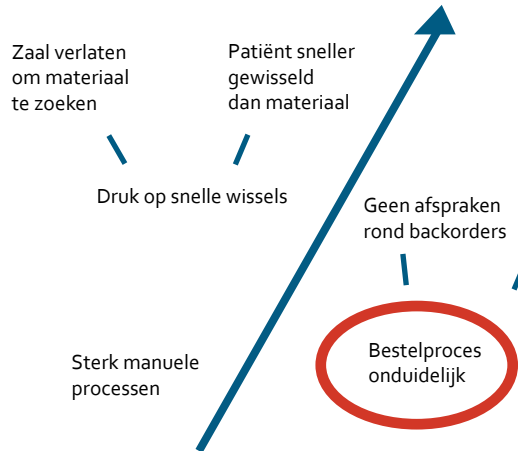 Zaal verlaten
om materiaal
te zoeken
Patiënt sneller
gewisseld
dan materiaal
Druk op snelle wissels
Geen afspraken
rond backorders
Sterk manuele
processen
Bestelproces
onduidelijk